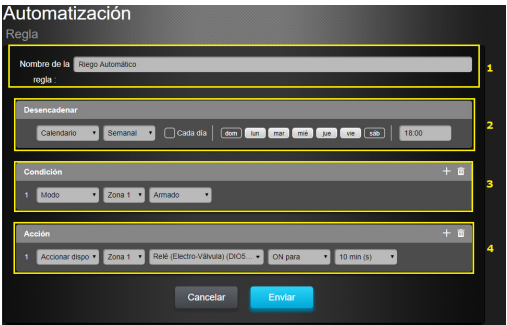 Automatización
Regla
Nombre de la regla : Riego Automático 1
Desencadenar
Calendario Semanal Cada día dom lun mar mié jue vie sáb 18:00 2
Condición
1 Modo Zona 1 Armado 3
Acción
1 Accionar dispo Zona 1 Relé (Electro-Válvula) (DIO5... ON para 10 min (s) 4
Cancelar Enviar